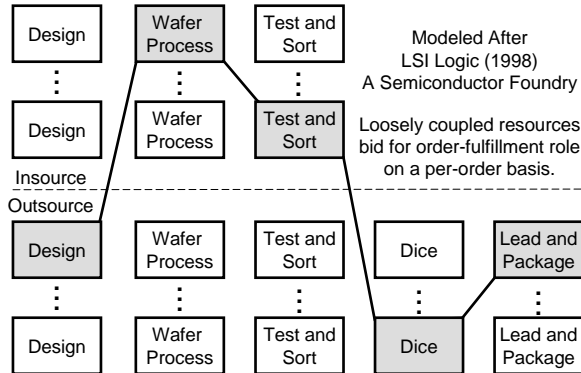 Design
Wafer
Process
Test and
Sort
Modeled After
LSI Logic (1998)
A Semiconductor Foundry
Design
Wafer
Process
Test and
Sort
Loosely coupled resources
bid for order-fulfillment role
on a per-order basis.
Insource
Outsource
Design
Wafer
Process
Test and
Sort
Dice
Lead and
Package
Design
Wafer
Process
Test and
Sort
Dice
Lead and
Package